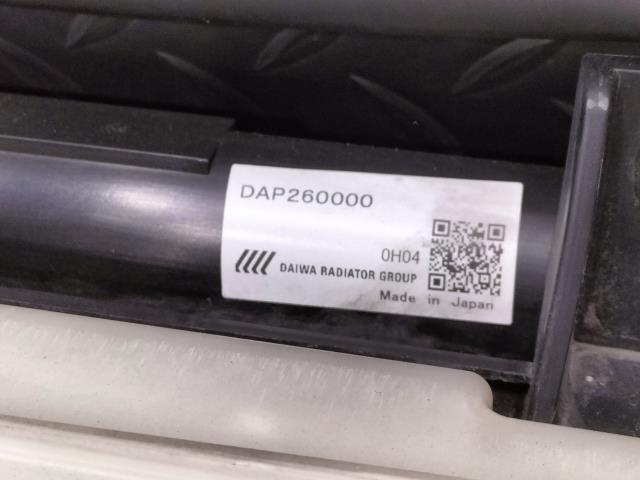 DAP260000
0H04
DAIWA RADIATOR GROUP
Made in Japan